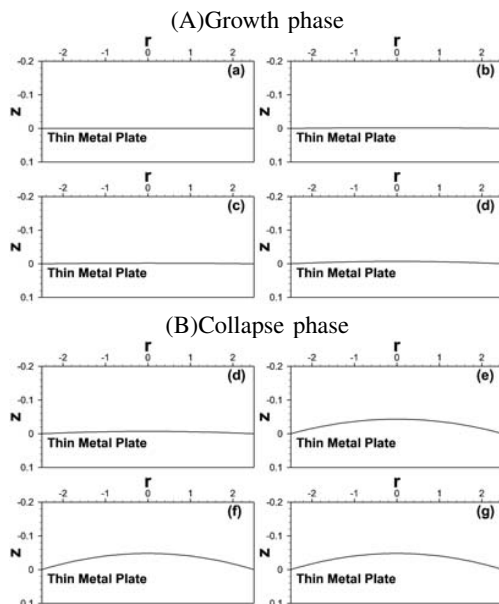 (A)Growth phase
r r
-2 -1 0 1 2 -2 -1 0 1 2
-0.2 (a) -0.2 (b)
-0.1 -0.1
z z
0 0
Thin Metal Plate Thin Metal Plate
0.1 0.1
-2 -1 0 1 2 -2 -1 0 1 2
-0.2 (c) -0.2 (d)
-0.1 -0.1
z z
0 0
Thin Metal Plate Thin Metal Plate
0.1 0.1
(B)Collapse phase
r r
-2 -1 0 1 2 -2 -1 0 1 2
-0.2 (d) -0.2 (e)
-0.1 -0.1
z z
0 0
Thin Metal Plate Thin Metal Plate
0.1 0.1
r r
-2 -1 0 1 2 -2 -1 0 1 2
-0.2 (f) -0.2 (g)
-0.1 -0.1
z z
0 0
Thin Metal Plate Thin Metal Plate
0.1 0.1